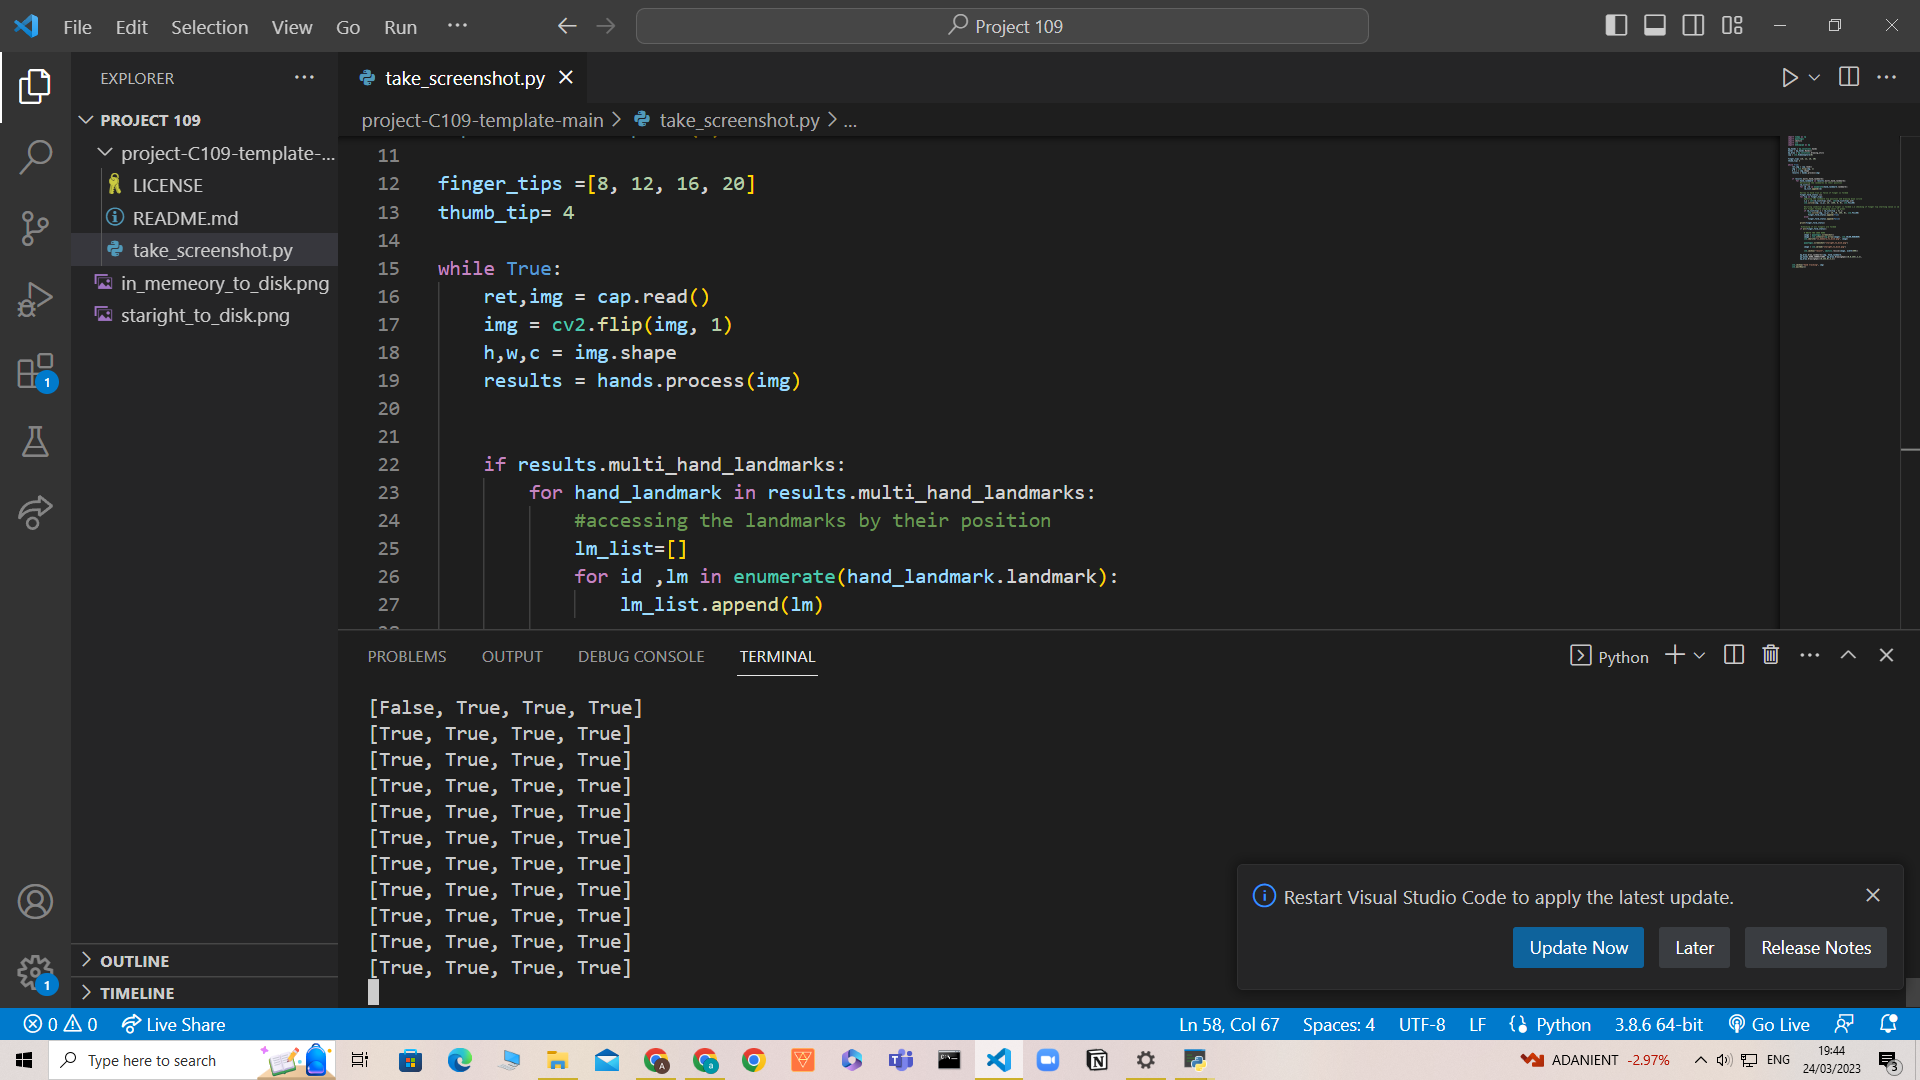 File Edit Selection View Go Run ... Project 109
EXPLORER
PROJECT 109
project-C109-template-...
LICENSE
README.md
take_screenshot.py
in_memeory_to_disk.png
staright_to_disk.png
OUTLINE
TIMELINE
take_screenshot.py
project-C109-template-main > take_screenshot.py > ...
11
12 finger_tips =[8, 12, 16, 20]
13 thumb_tip= 4
14
15 while True:
16 ret,img = cap.read()
17 img = cv2.flip(img, 1)
18 h,w,c = img.shape
19 results = hands.process(img)
20
21
22 if results.multi_hand_landmarks:
23 for hand_landmark in results.multi_hand_landmarks:
24 #accessing the landmarks by their position
25 lm_list=[]
26 for id ,lm in enumerate(hand_landmark.landmark):
27 lm_list.append(lm)
PROBLEMS OUTPUT DEBUG CONSOLE TERMINAL Python
[False, True, True, True]
[True, True, True, True]
[True, True, True, True]
[True, True, True, True]
[True, True, True, True]
[True, True, True, True]
[True, True, True, True]
[True, True, True, True]
[True, True, True, True]
[True, True, True, True]
[True, True, True, True]
Restart Visual Studio Code to apply the latest update.
Update Now Later Release Notes
1
1
0 0 Live Share Ln 58, Col 67 Spaces: 4 UTF-8 LF Python 3.8.6 64-bit Go Live
Type here to search ADANIENT -2.97% ENG 19:44
24/03/2023 3